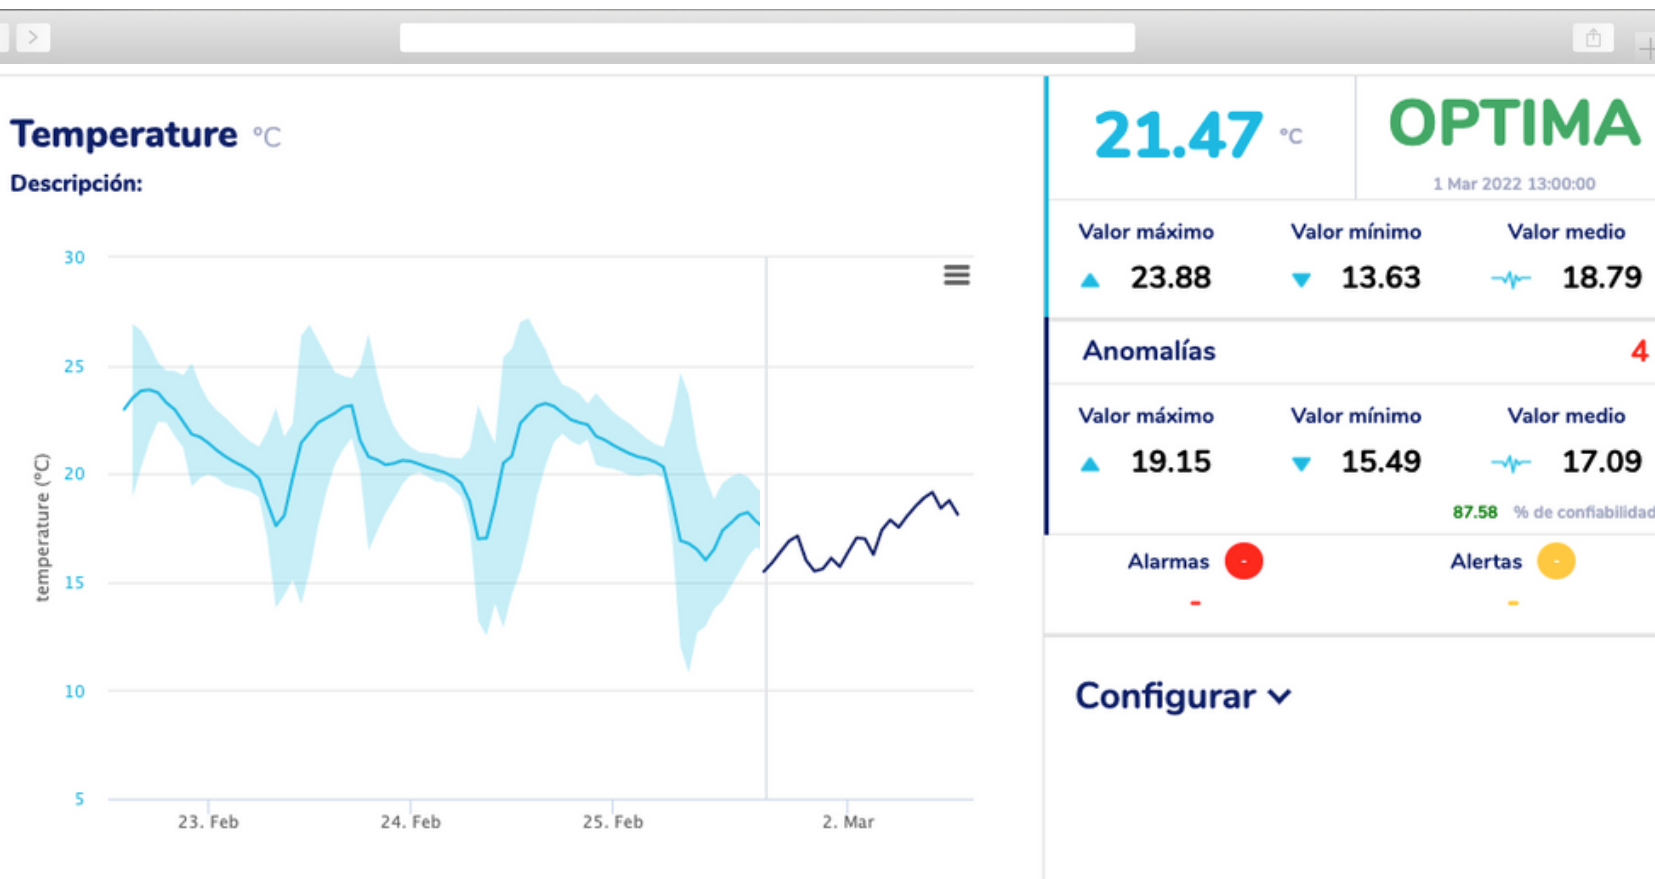 Temperature °C
Descripción:
30
25
20
15
10
5
temperature (°C)
23. Feb
24. Feb
25. Feb
2. Mar
21.47 °C
OPTIMA
1 Mar 2022 13:00:00
Valor máximo
Valor mínimo
Valor medio
23.88
13.63
18.79
Anomalías
4
Valor máximo
Valor mínimo
Valor medio
19.15
15.49
17.09
87.58 % de confiabilidad
Alarmas -
Alertas -
-
-
Configurar